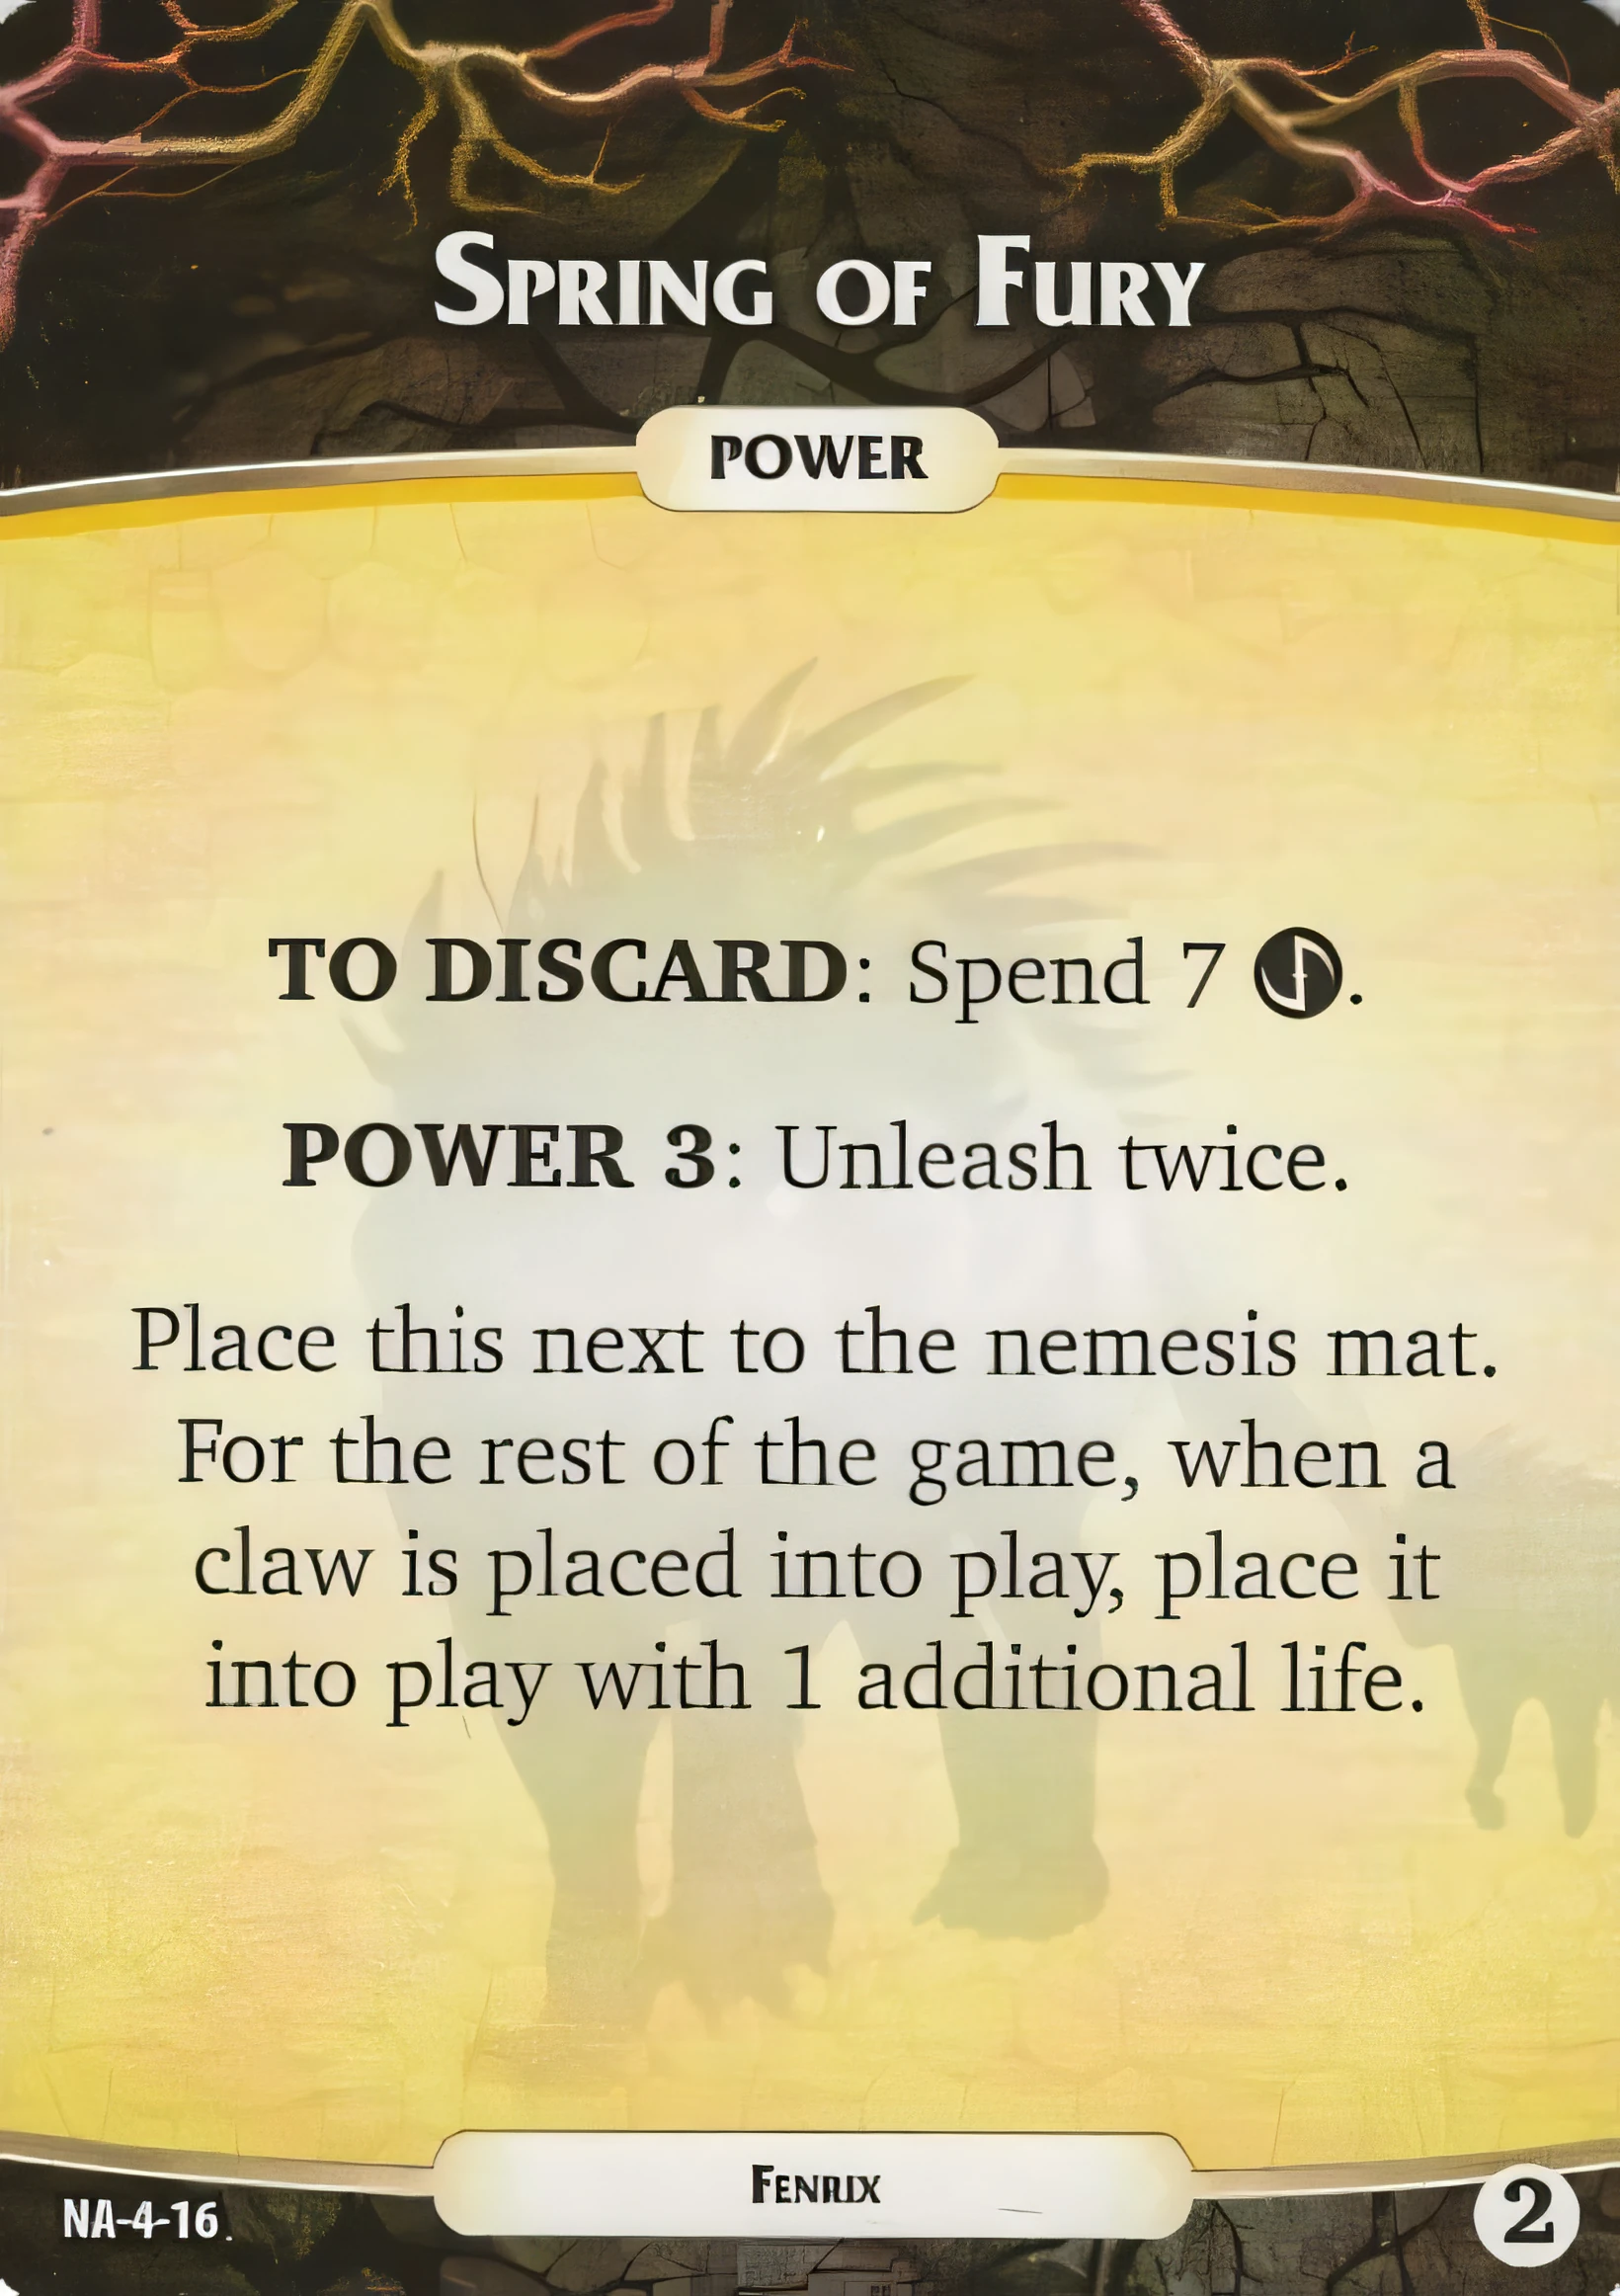 SPRING OF FURY
POWER
TO DISCARD: Spend 7 .
POWER 3: Unleash twice.
Place this next to the nemesis mat.
For the rest of the game, when a
claw is placed into play, place it
into play with 1 additional life.
FENRIX
NA-4-16
2